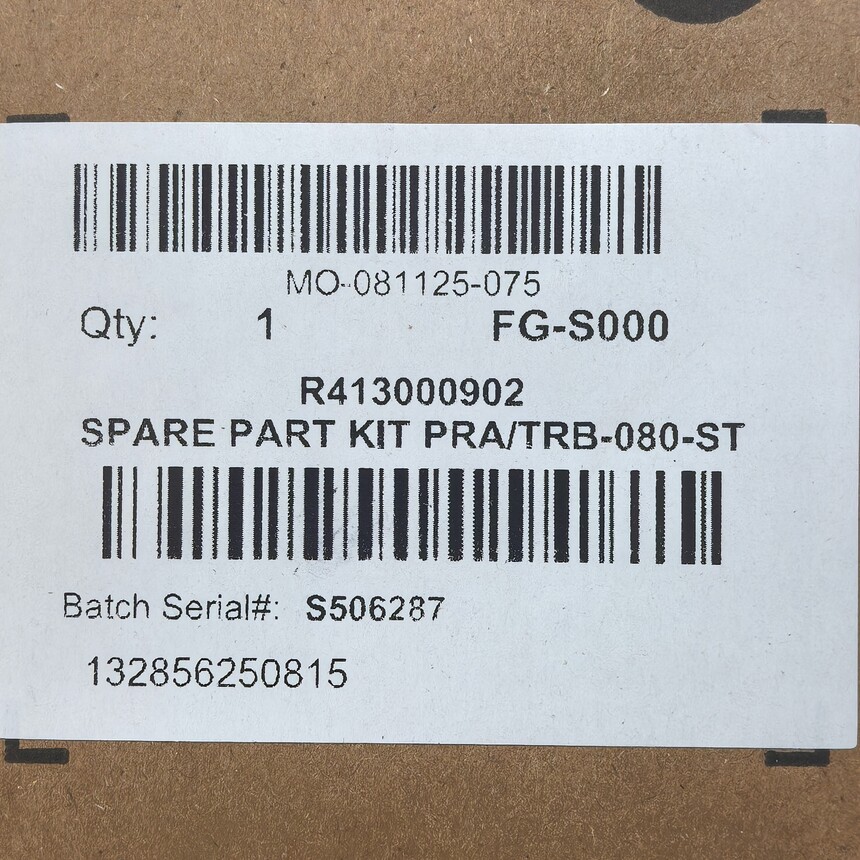 MO-081125-075
Qty: 1 FG-S000
R413000902
SPARE PART KIT PRA/TRB-080-ST
Batch Serial#: S506287
132856250815